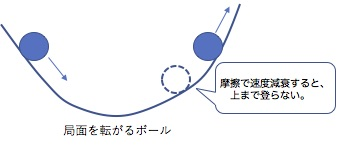 摩擦で速度減衰すると、
上まで登らない。
局面を転がるボール